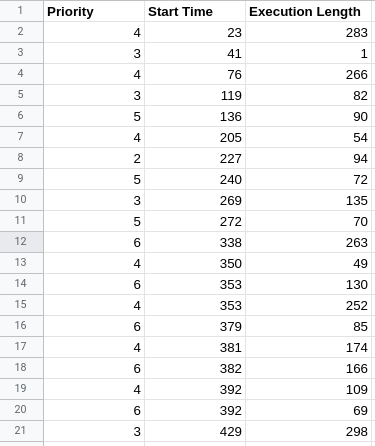 1 Priority Start Time Execution Length
2 4 23 283
3 3 41 1
4 4 76 266
5 3 119 82
6 5 136 90
7 4 205 54
8 2 227 94
9 5 240 72
10 3 269 135
11 5 272 70
12 6 338 263
13 4 350 49
14 6 353 130
15 4 353 252
16 6 379 85
17 4 381 174
18 6 382 166
19 4 392 109
20 6 392 69
21 3 429 298